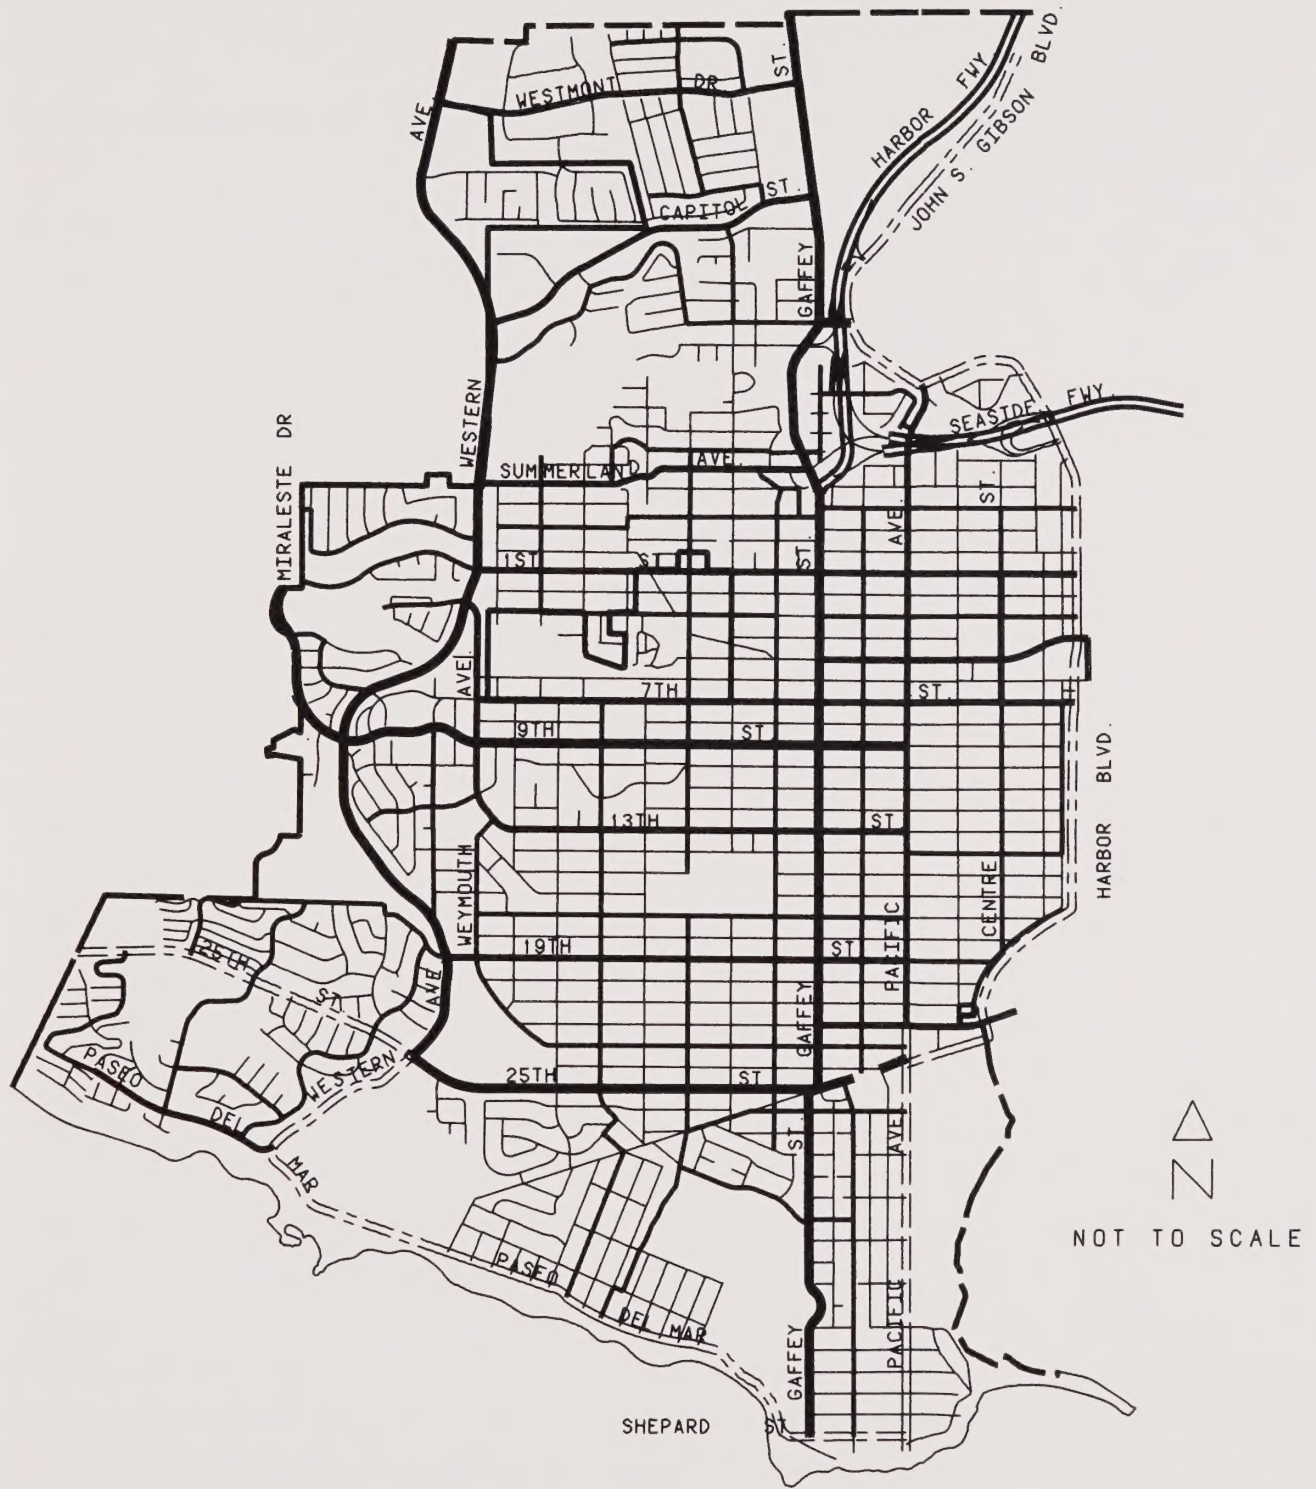 WESTMONT DR.
ST.
AVE.
HARBOR FWY
JOHN S. GIBSON BLVD.
CAPITOL ST.
GAFFEY
MIRALESTE DR
WESTERN
SEASIDE FWY.
SUMMERLAND AVE.
ST.
AVE.
1ST ST.
ST.
AVE.
7TH ST.
9TH ST.
HARBOR BLVD.
13TH ST.
WEYMOUTH
CENTRE
PACIFIC
19TH ST.
25TH ST.
AVE.
GAFFEY
WESTERN
PASEO DEL MAR
25TH ST.
ST.
AVE.
N
NOT TO SCALE
PASEO DEL MAR
PACIFIC
GAFFEY
SHEPARD ST.